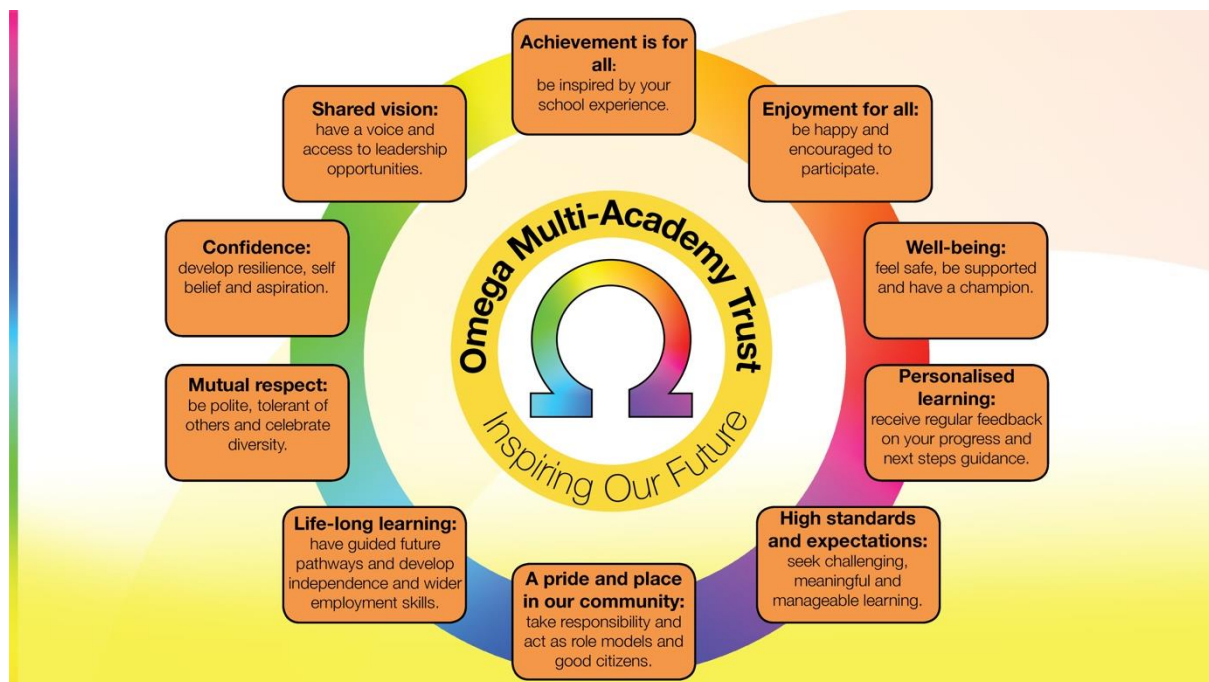 Achievement is for
all:
be inspired by your
school experience.
Enjoyment for all:
be happy and
encouraged to
participate.
Well-being:
feel safe, be supported
and have a champion.
Personalised
learning:
receive regular feedback
on your progress and
next steps guidance.
High standards
and expectations:
seek challenging,
meaningful and
manageable learning.
A pride and place
in our community:
take responsibility and
act as role models and
good citizens.
Life-long learning:
have guided future
pathways and develop
independence and wider
employment skills.
Mutual respect:
be polite, tolerant of
others and celebrate
diversity.
Confidence:
develop resilience, self
belief and aspiration.
Shared vision:
have a voice and
access to leadership
opportunities.
Omega Multi-Academy Trust
Ω
Inspiring Our Future